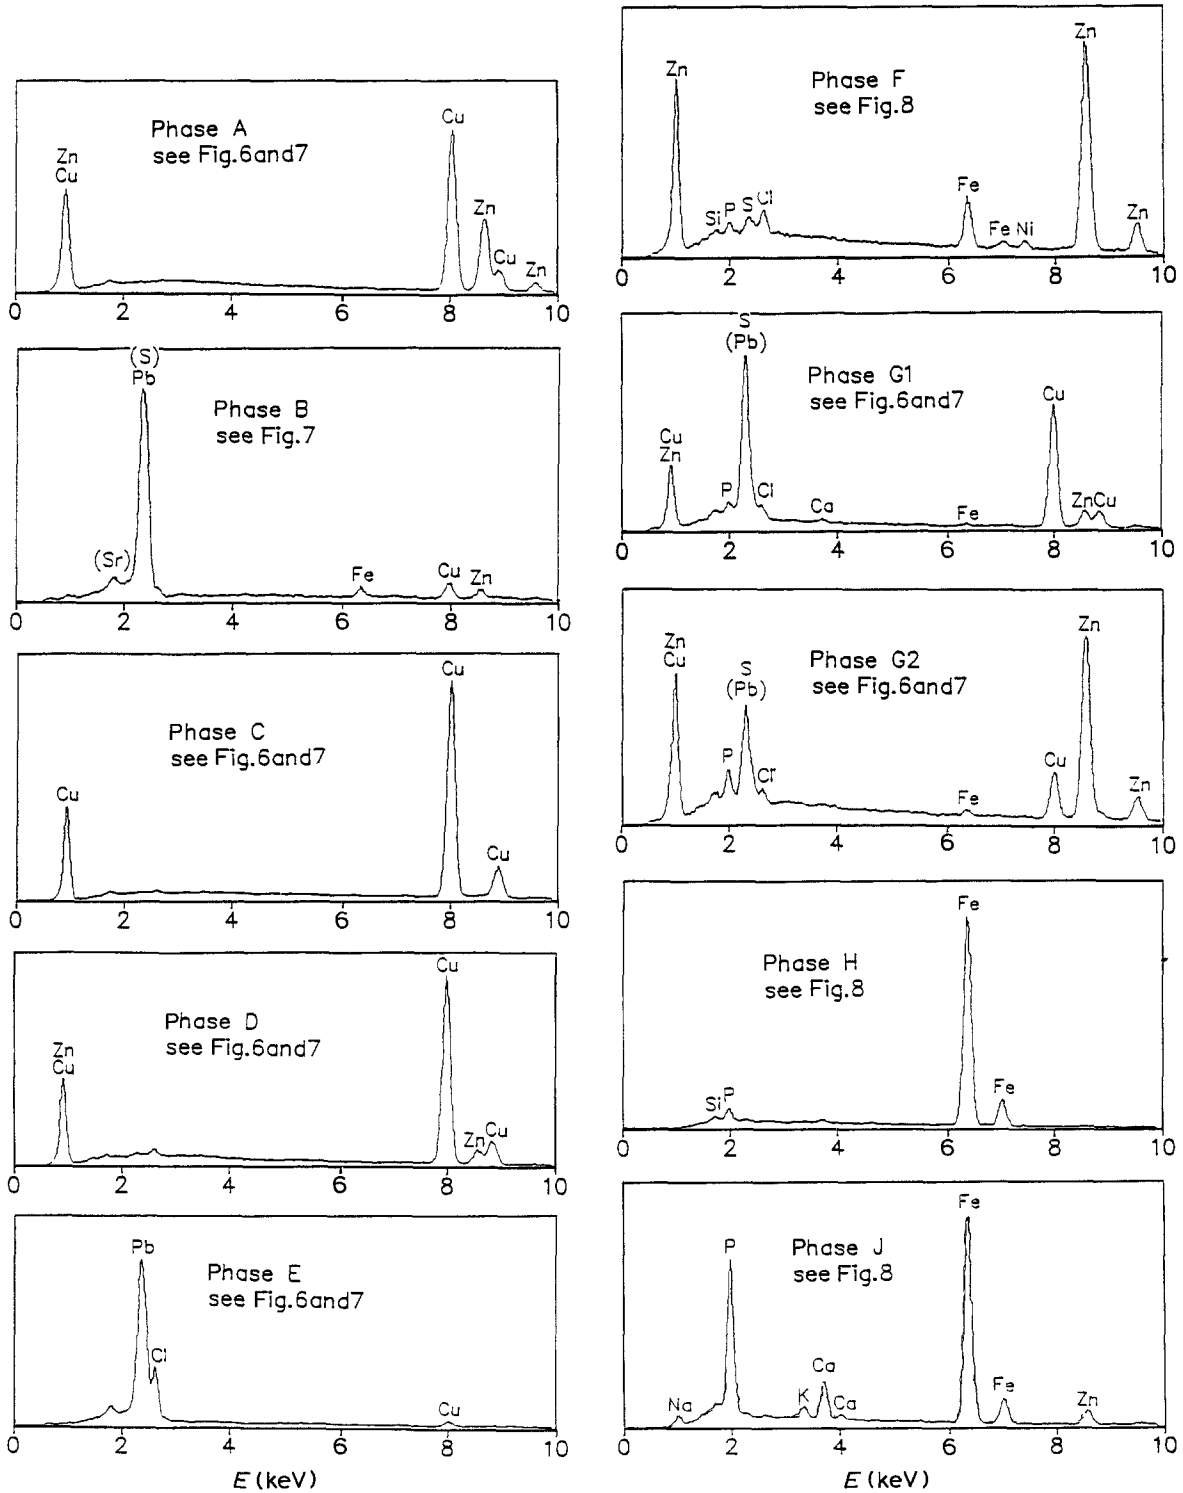 Phase A
see Fig.6and7
Zn
Cu
Cu
Zn
Cu
Zn
0 2 4 6 8 10
(S)
Pb
Phase B
see Fig.7
(Sr)
Fe
Cu
Zn
0 2 4 6 8 10
Cu
Phase C
see Fig.6and7
Cu
Cu
0 2 4 6 8 10
Cu
Phase D
see Fig.6and7
Zn
Cu
Zn
Cu
0 2 4 6 8 10
Pb
Phase E
see Fig.6and7
Cl
Cu
0 2 4 6 8 10
E (keV)
Zn
Zn
Phase F
see Fig.8
Si
P
S
Cl
Fe
Fe
Ni
Zn
0 2 4 6 8 10
S
(Pb)
Phase G1
see Fig.6and7
Cu
Cu
Zn
P
Cl
Ca
Fe
Zn
Cu
0 2 4 6 8 10
Zn
Zn
Cu
S
(Pb)
Phase G2
see Fig.6and7
P
Cl
Fe
Cu
Zn
0 2 4 6 8 10
Fe
Phase H
see Fig.8
Si
P
Fe
0 2 4 6 8 10
Fe
P
Phase J
see Fig.8
Na
K
Ca
Ca
Fe
Zn
0 2 4 6 8 10
E (keV)